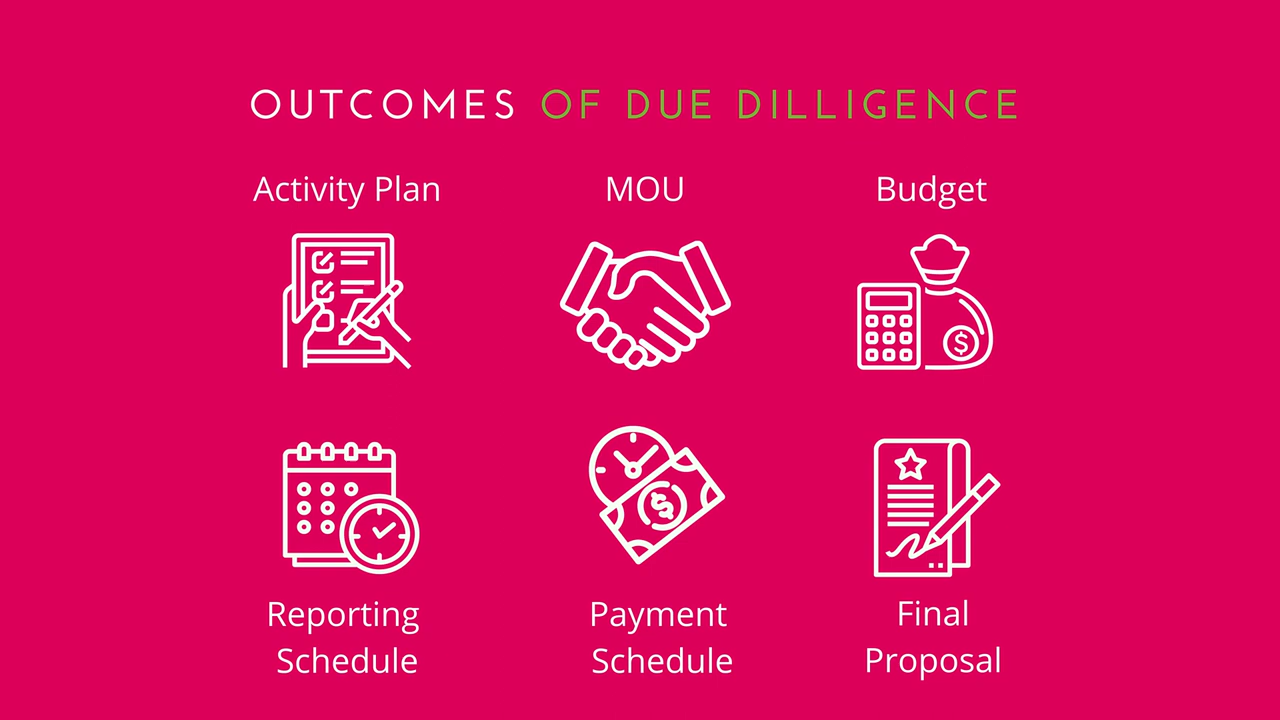 OUTCOMES OF DUE DILLIGENCE
Activity Plan
MOU
Budget
$
$
Reporting
Schedule
Payment
Schedule
Final
Proposal